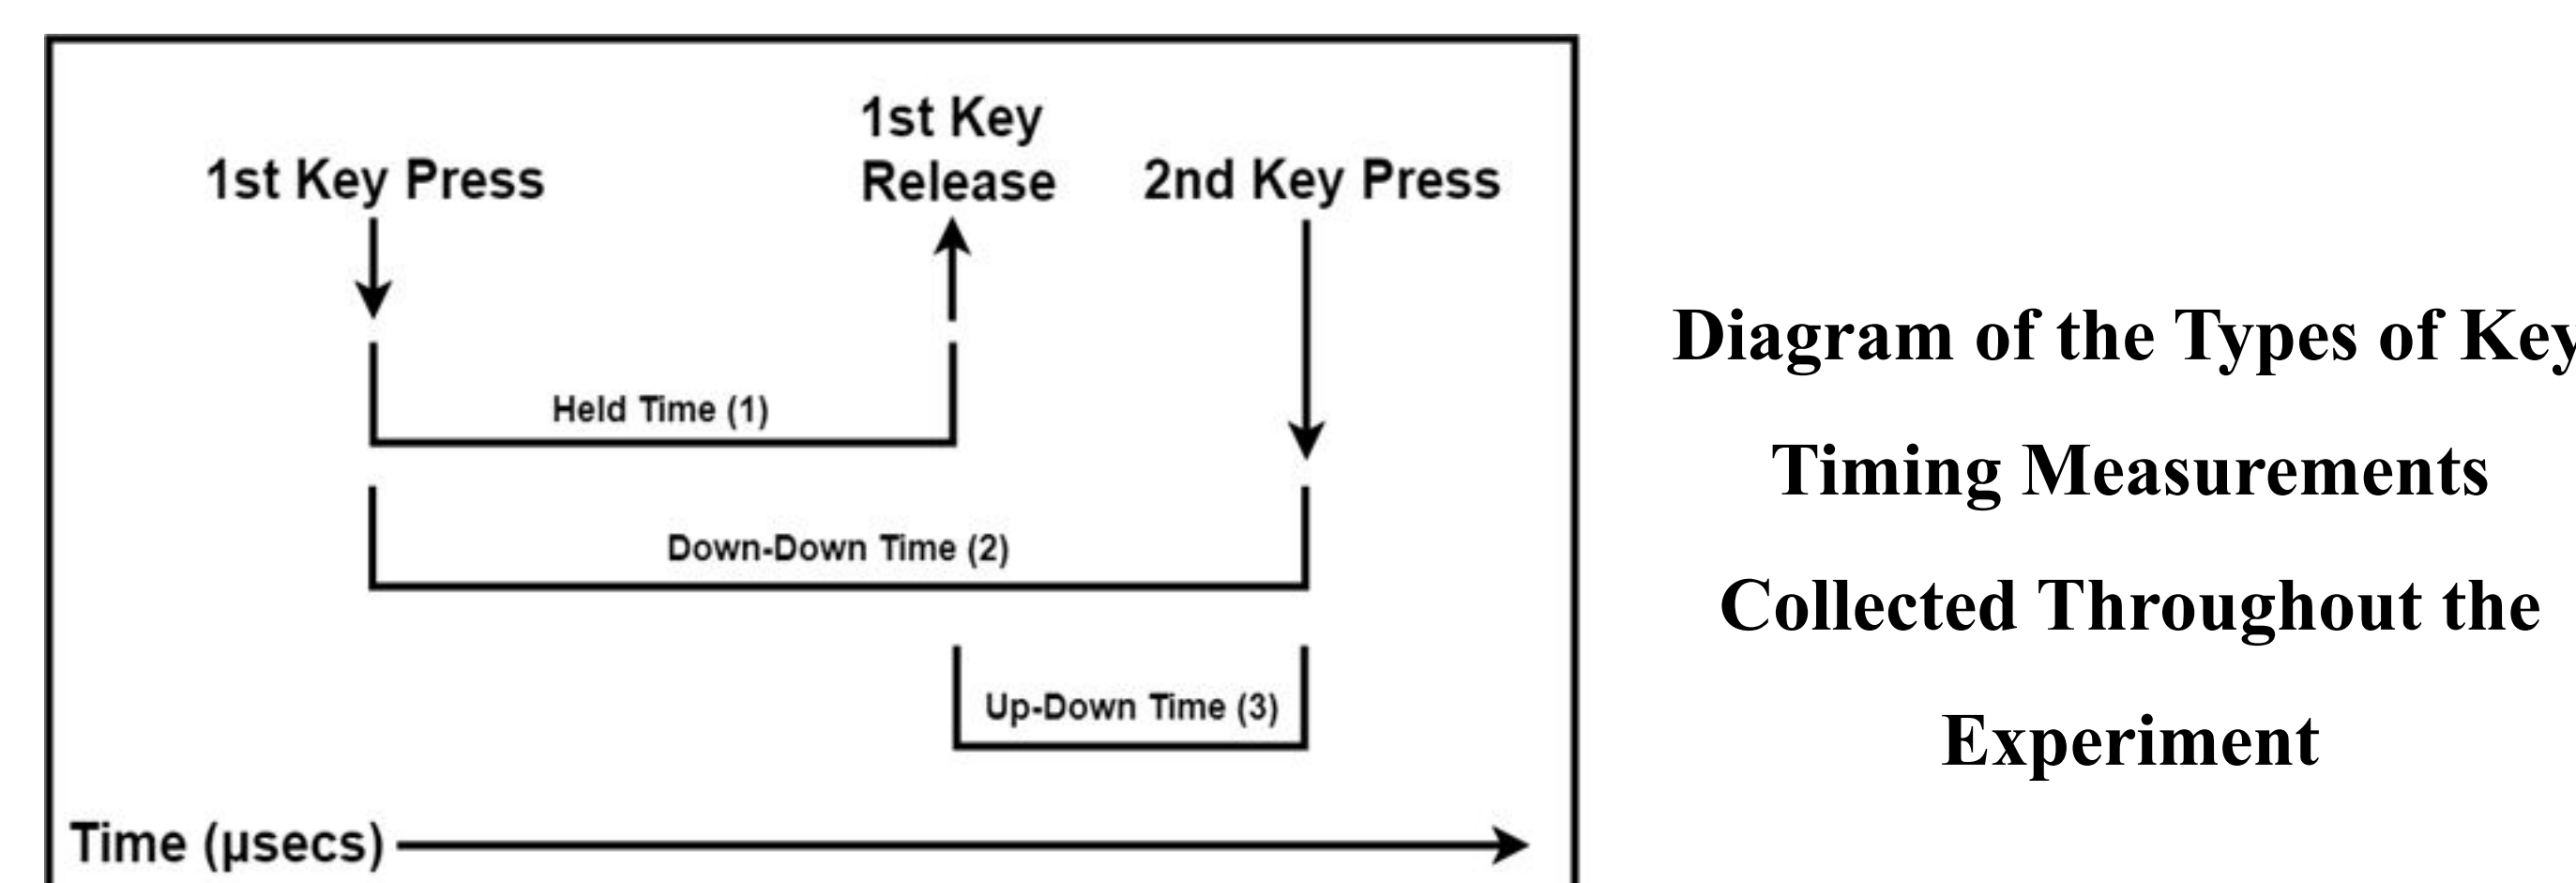 1st Key Press
1st Key
Release
2nd Key Press
Held Time (1)
Down-Down Time (2)
Up-Down Time (3)
Time (µsecs)
Diagram of the Types of Key
Timing Measurements
Collected Throughout the
Experiment